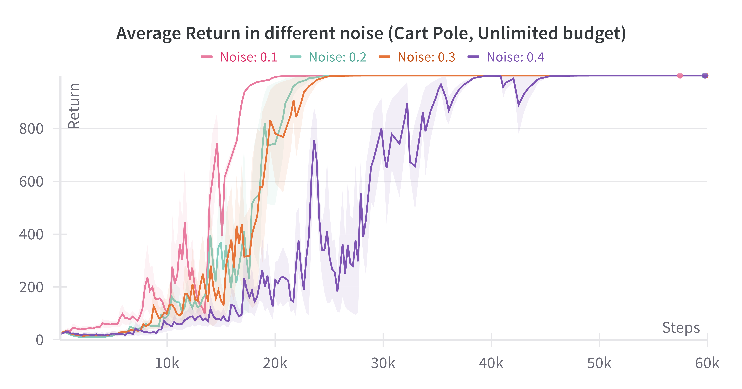 Average Return in different noise (Cart Pole, Unlimited budget)
Noise: 0.1 Noise: 0.2 Noise: 0.3 Noise: 0.4
Return
800
600
400
200
0
Steps
10k 20k 30k 40k 50k 60k